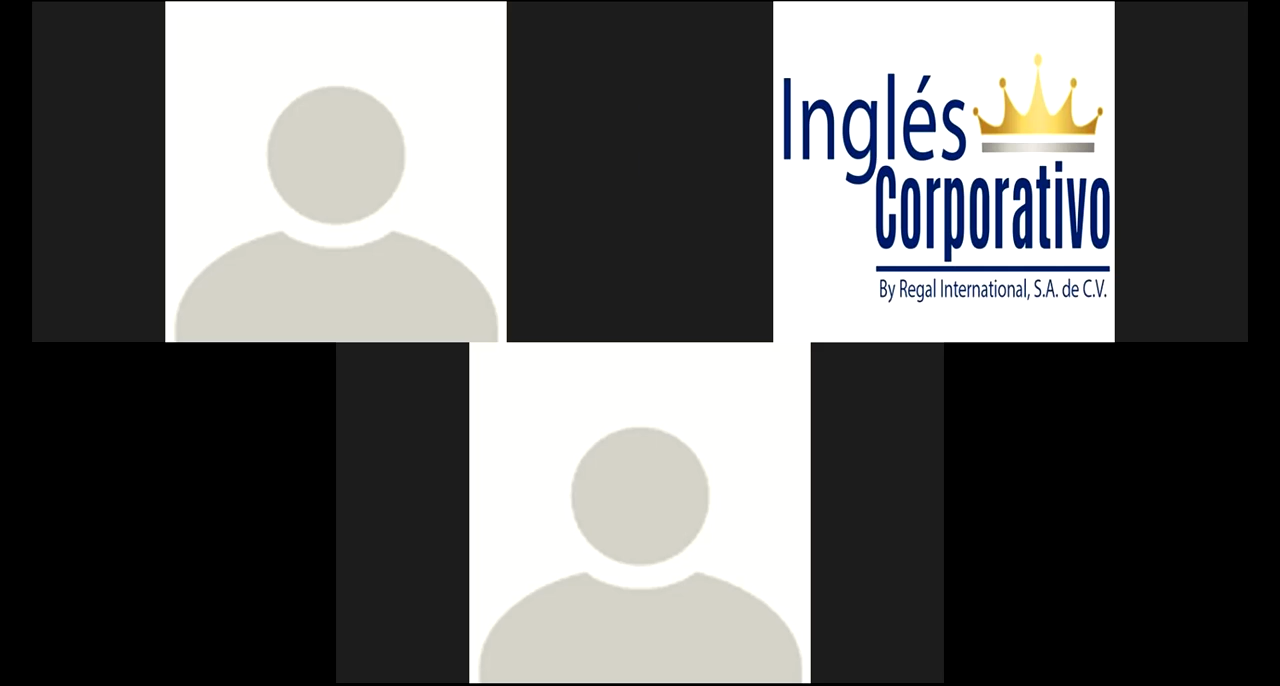 Inglés
Corporativo
By Regal International, S.A. de C.V.